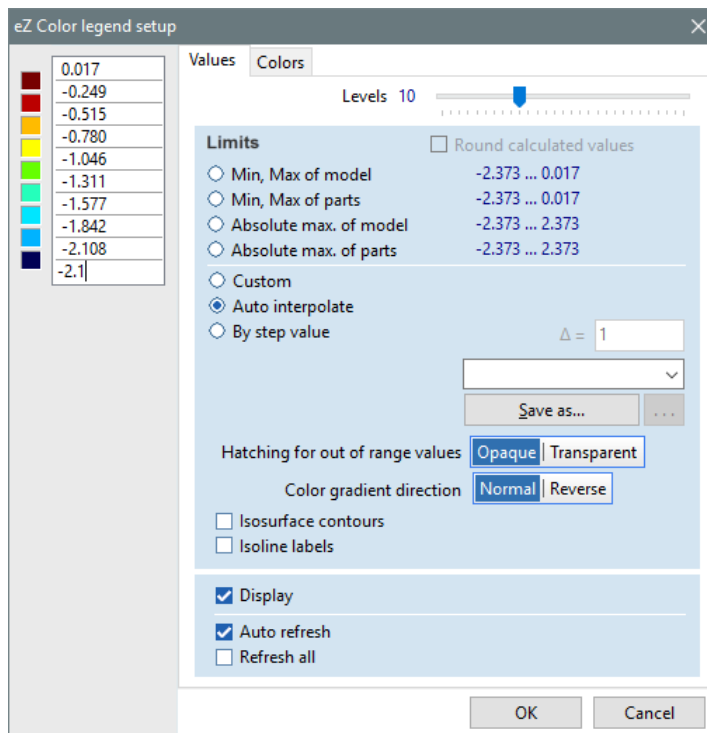 eZ Color legend setup
0.017
-0.249
-0.515
-0.780
-1.046
-1.311
-1.577
-1.842
-2.108
-2.1
Values Colors
Levels 10
Limits Round calculated values
Min, Max of model -2.373 ... 0.017
Min, Max of parts -2.373 ... 0.017
Absolute max. of model -2.373 ... 2.373
Absolute max. of parts -2.373 ... 2.373
Custom
Auto interpolate
By step value Δ = 1
Save as... ...
Hatching for out of range values Opaque | Transparent
Color gradient direction Normal | Reverse
Isosurface contours
Isoline labels
Display
Auto refresh
Refresh all
OK Cancel